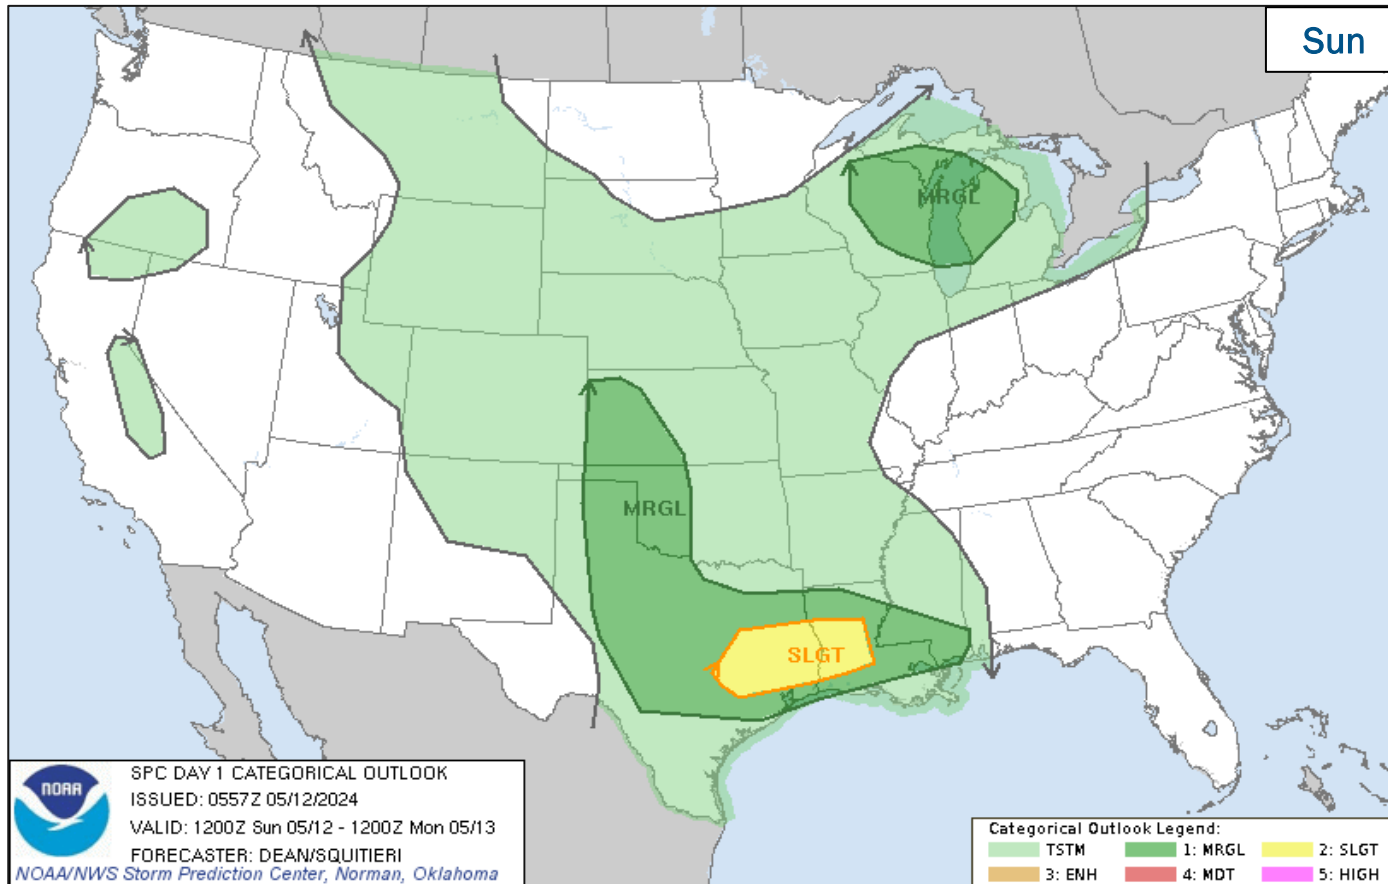 Sun
MRGL
MRGL
SLGT
NOAA
SPC DAY 1 CATEGORICAL OUTLOOK
ISSUED: 0557Z 05/12/2024
VALID: 1200Z Sun 05/12 - 1200Z Mon 05/13
FORECASTER: DEAN/SQUITIERI
NOAA/NWS Storm Prediction Center, Norman, Oklahoma
Categorical Outlook Legend:
TSTM 1: MRGL 2: SLGT
3: ENH 4: MDT 5: HIGH